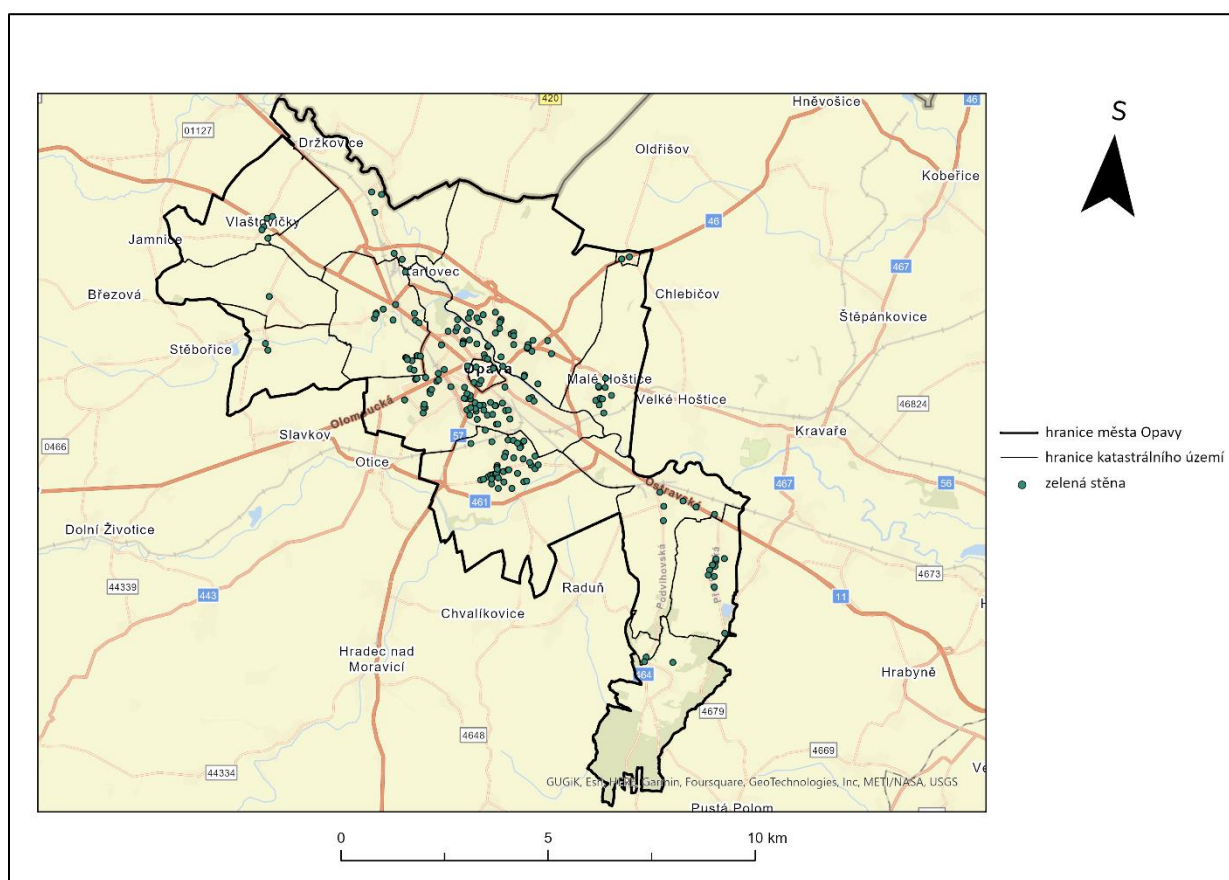 420
46
Hněvošice
01127
Držkovice
Oldřišov
Kobeřice
S
Vlaštovičky
46
Jamnice
467
Karlovec
Březová
Chlebičov
Štěpánkovice
Stěbořice
Opava
Malé Hoštice
Velké Hoštice
46824
Olomoucká
Slavkov
57
Kravaře
0466
Otice
467
56
461
Ostravská
Dolní Životice
Podvihovská
4673
44339
443
Raduň
11
Chvalíkovice
Hradec nad
Moravicí
464
Hrabyně
4679
4648
4669
44334
GUGiK, Esri, HERE, Garmin, Foursquare, GeoTechnologies, Inc, METI/NASA, USGS
Pustá Polom
hranice města Opavy
hranice katastrálního území
zelená stěna
0 5 10 km